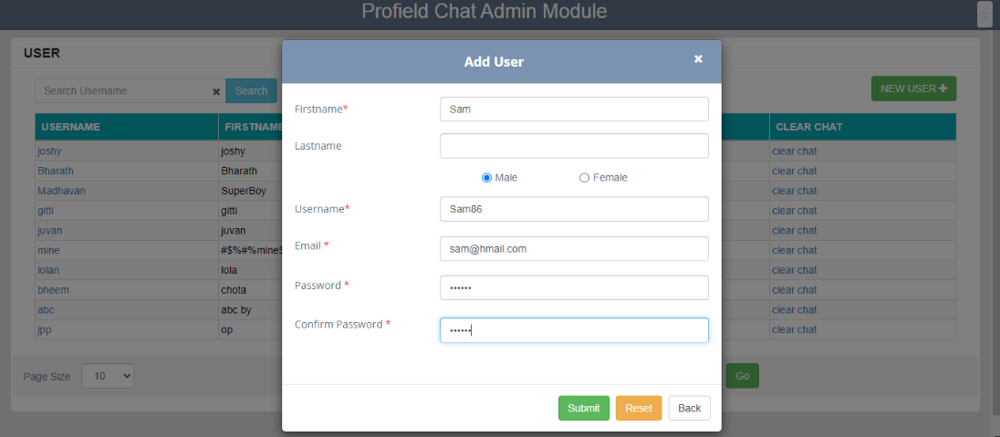 Profield Chat Admin Module
USER
Add User
Search Username
Search
NEW USER
USERNAME
FIRSTNAME
CLEAR CHAT
joshy joshy clear chat
Bharath Bharath clear chat
Madhavan SuperBoy clear chat
gitti gitti clear chat
juvan juvan clear chat
mine #$%#%mine$ clear chat
lolan lola clear chat
bheem chota clear chat
abc abc by clear chat
jpp op clear chat
Page Size 10
Go
Firstname* Sam
Lastname
Male Female
Username* Sam86
Email * sam@hmail.com
Password * ••••••
Confirm Password * ••••••
Submit Reset Back